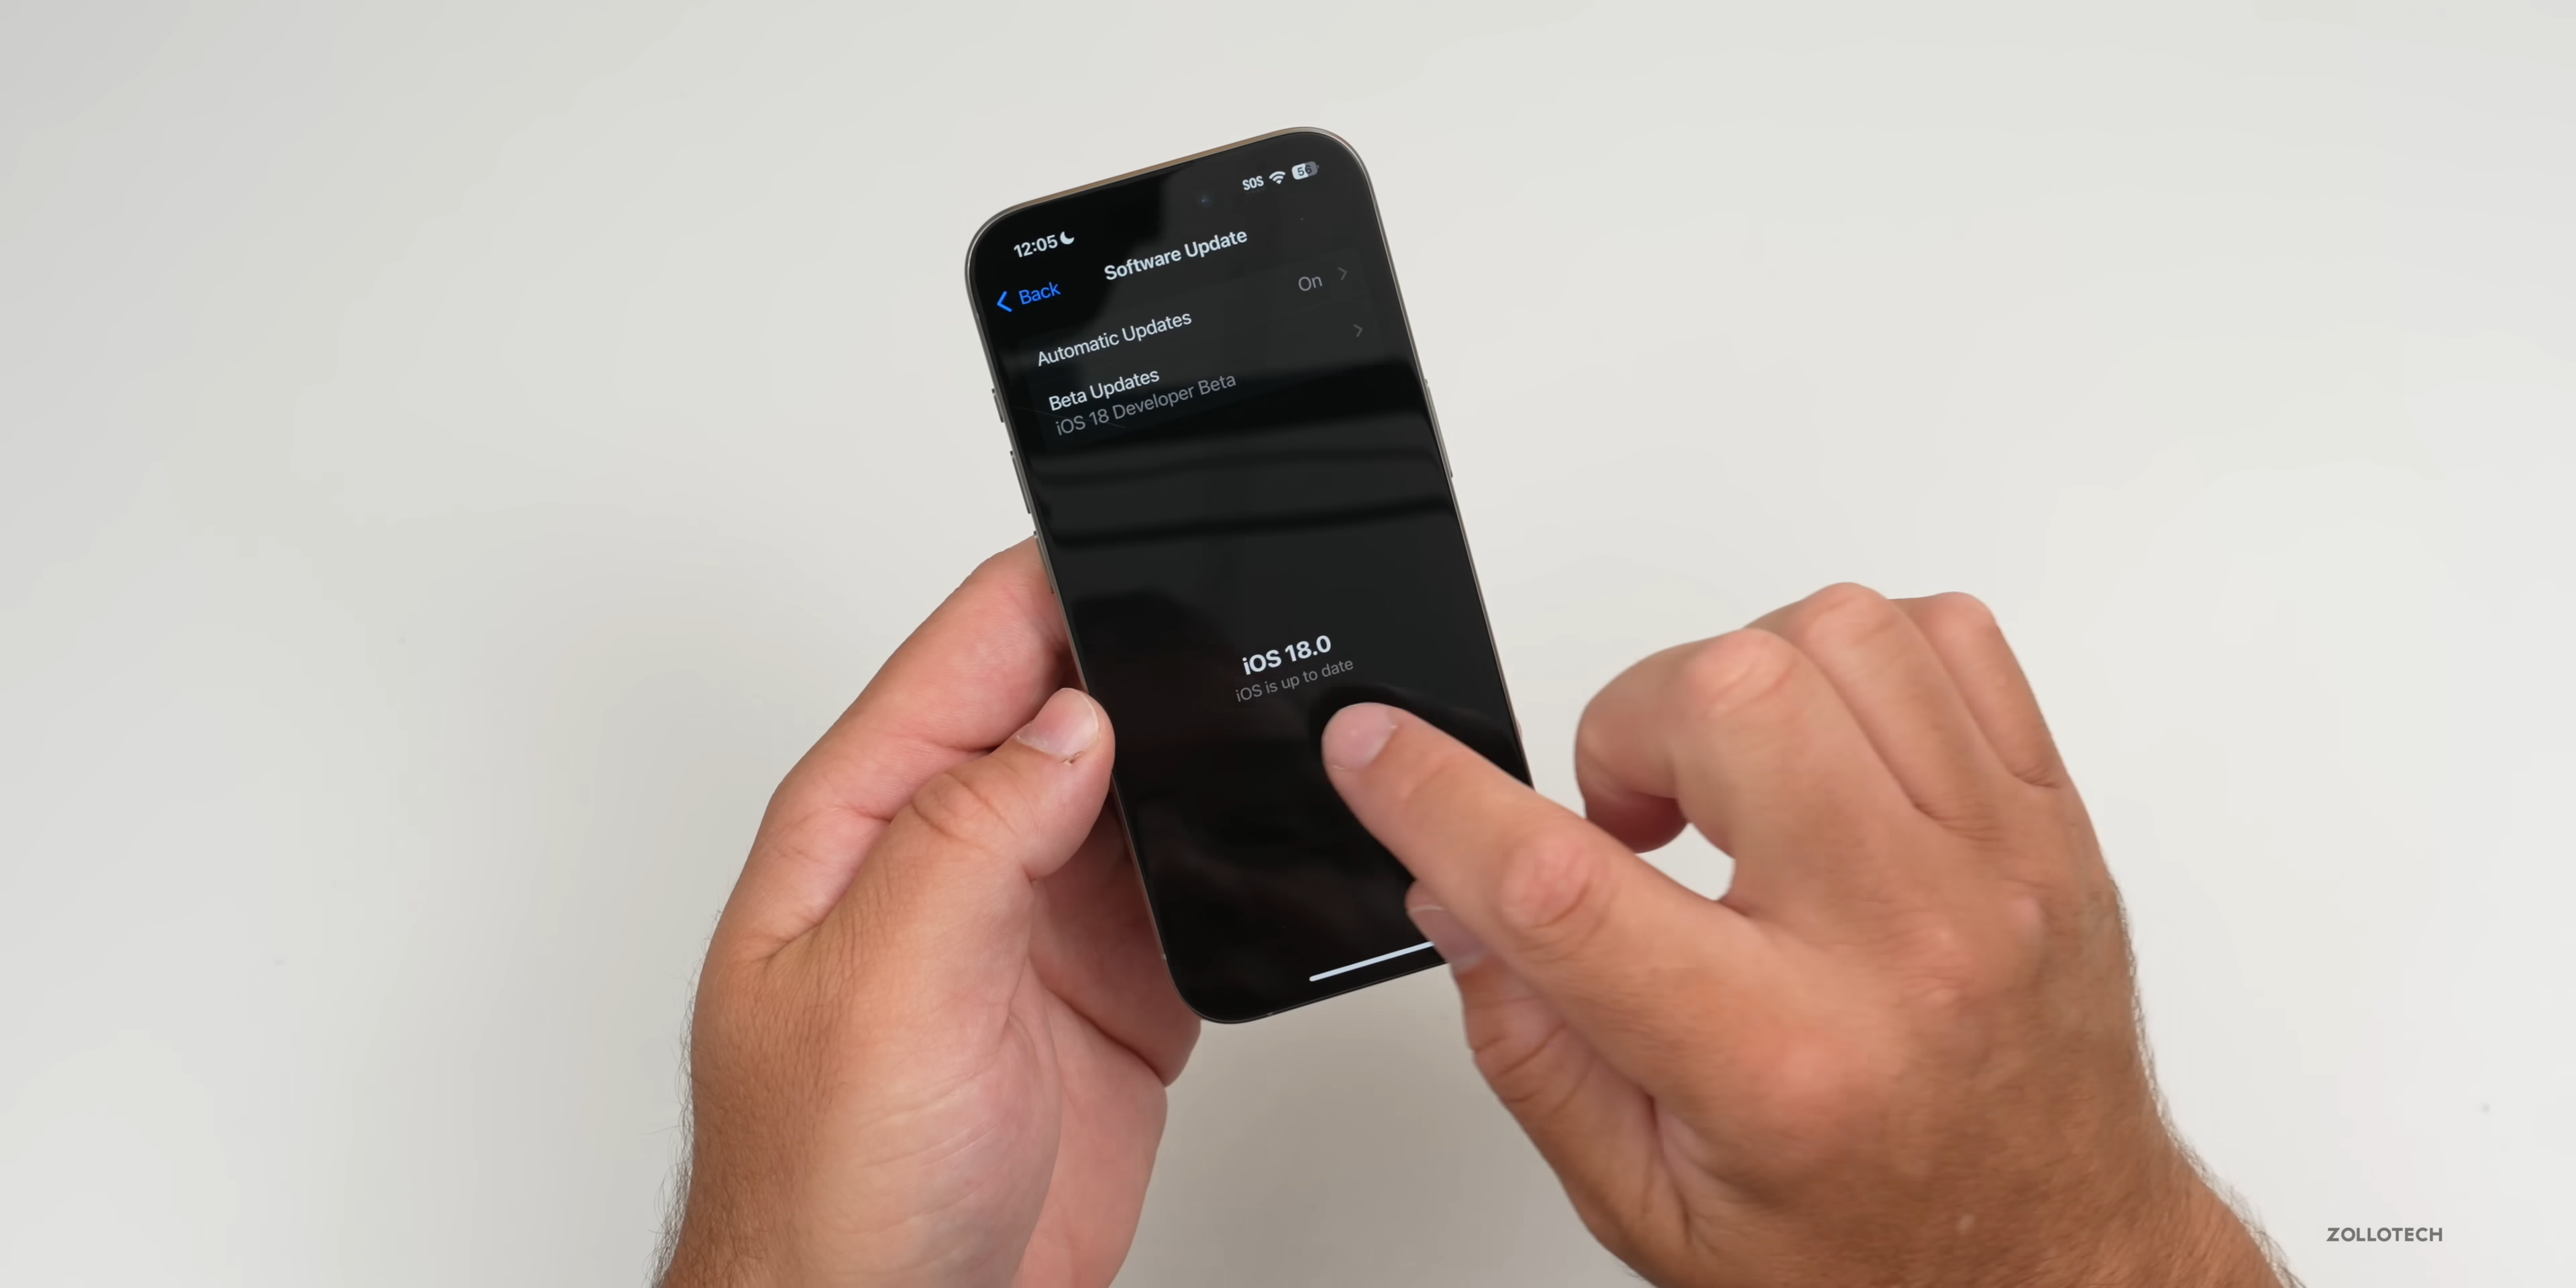 12:05
SOS
56
Back
Software Update
Automatic Updates
On
Beta Updates
iOS 18 Developer Beta
iOS 18.0
iOS is up to date
ZOLLOTECH